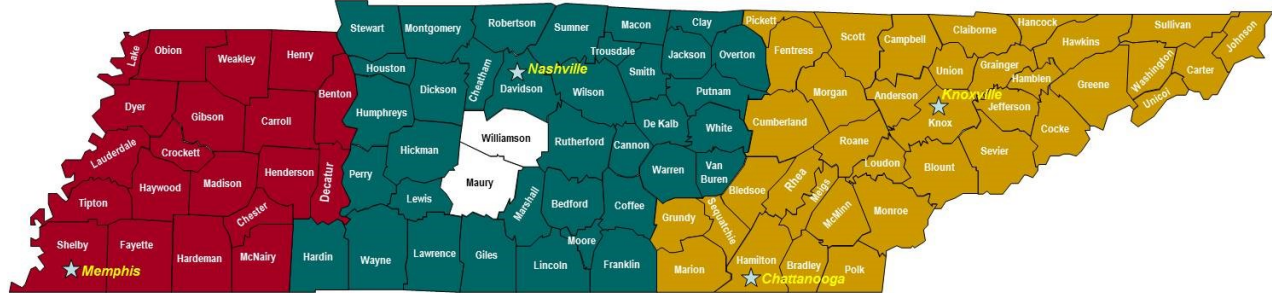 Lake
Obion
Weakley
Henry
Dyer
Gibson
Carroll
Benton
Lauderdale
Crockett
Haywood
Madison
Henderson
Decatur
Tipton
Chester
Shelby
Fayette
Hardeman
McNairy
Memphis
Stewart
Montgomery
Robertson
Sumner
Macon
Clay
Houston
Dickson
Cheatham
Nashville
Davidson
Trousdale
Wilson
Smith
Jackson
Overton
Putnam
Humphreys
Hickman
Williamson
Rutherford
Cannon
De Kalb
White
Perry
Lewis
Maury
Marshall
Bedford
Coffee
Warren
Van
Buren
Hardin
Wayne
Lawrence
Giles
Lincoln
Moore
Franklin
Pickett
Fentress
Scott
Campbell
Claiborne
Hancock
Hawkins
Sullivan
Johnson
Morgan
Anderson
Union
Grainger
Hamblen
Knoxville
Knox
Jefferson
Greene
Washington
Unicoi
Carter
Cumberland
Roane
Loudon
Blount
Sevier
Cocke
Bledsoe
Rhea
Meigs
McMinn
Monroe
Grundy
Sequatchie
Marion
Hamilton
Bradley
Polk
Chattanooga